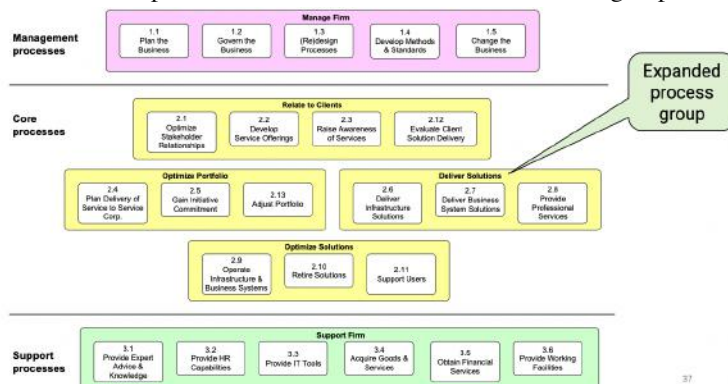 Manage Firm
Management
processes
1.1
Plan the
Business
1.2
Govern the
Business
1.3
(Re)design
Processes
1.4
Develop Methods
& Standards
1.5
Change the
Business
Expanded
process
group
Core
processes
Relate to Clients
2.1
Optimize
Stakeholder
Relationships
2.2
Develop
Service Offerings
2.3
Raise Awareness
of Services
2.12
Evaluate Client
Solution Delivery
Optimize Portfolio
2.4
Plan Delivery of
Service to Service
Corp.
2.5
Gain Initiative
Commitment
2.13
Adjust Portfolio
Deliver Solutions
2.6
Deliver
Infrastructure
Solutions
2.7
Deliver Business
System Solutions
2.8
Provide
Professional
Services
Optimize Solutions
2.9
Operate
Infrastructure &
Business Systems
2.10
Retire Solutions
2.11
Support Users
Support
processes
Support Firm
3.1
Provide Expert
Advice &
Knowledge
3.2
Provide HR
Capabilities
3.3
Provide IT Tools
3.4
Acquire Goods &
Services
3.5
Obtain Financial
Services
3.6
Provide Working
Facilities
37